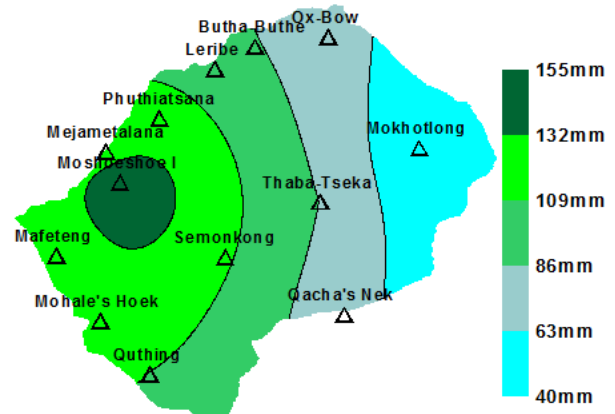 Ox-Bow
Butha-Buthe
Leribe
Phuthiatsana
Mokhotlong
Mejametalana
Moshoeshoe I
Thaba-Tseka
Mafeteng
Semonkong
Qacha's Nek
Mohale's Hoek
Quthing
155mm
132mm
109mm
86mm
63mm
40mm